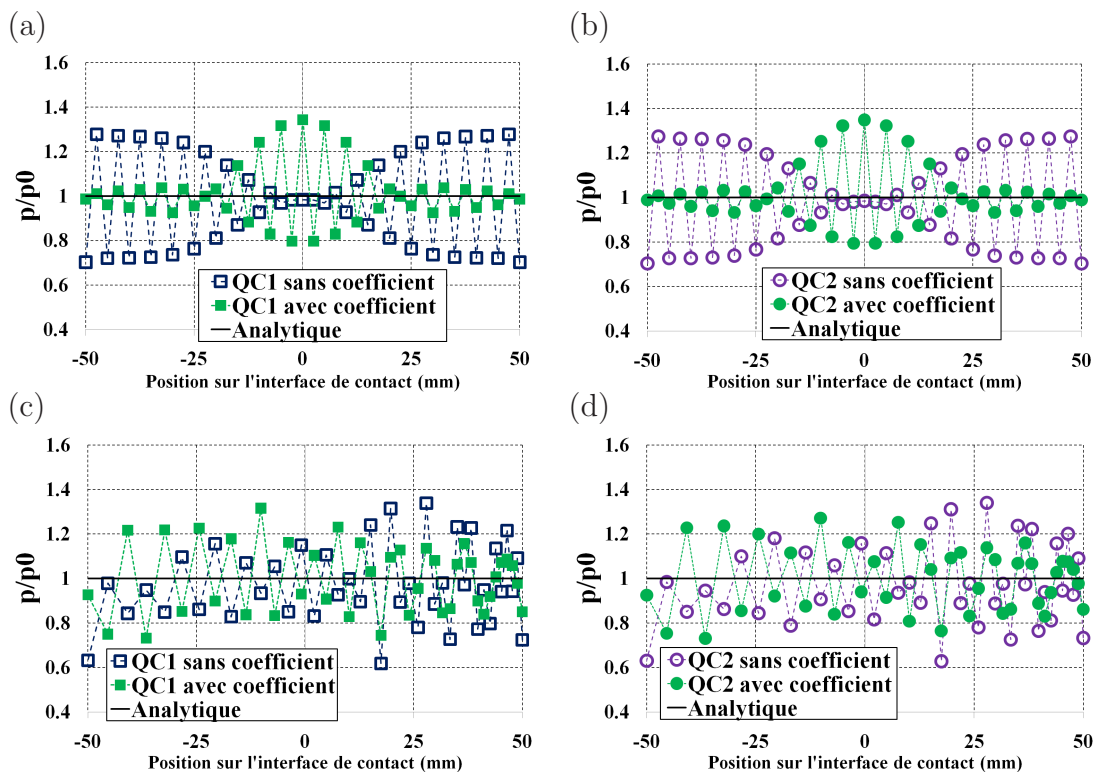 (a)
p/p0
1.6
1.4
1.2
1
0.8
0.6
0.4
QC1 sans coefficient
QC1 avec coefficient
Analytique
-50
-25
0
25
50
Position sur l'interface de contact (mm)
(b)
p/p0
1.6
1.4
1.2
1
0.8
0.6
0.4
QC2 sans coefficient
QC2 avec coefficient
Analytique
-50
-25
0
25
50
Position sur l'interface de contact (mm)
(c)
p/p0
1.6
1.4
1.2
1
0.8
0.6
0.4
QC1 sans coefficient
QC1 avec coefficient
Analytique
-50
-25
0
25
50
Position sur l'interface de contact (mm)
(d)
p/p0
1.6
1.4
1.2
1
0.8
0.6
0.4
QC2 sans coefficient
QC2 avec coefficient
Analytique
-50
-25
0
25
50
Position sur l'interface de contact (mm)